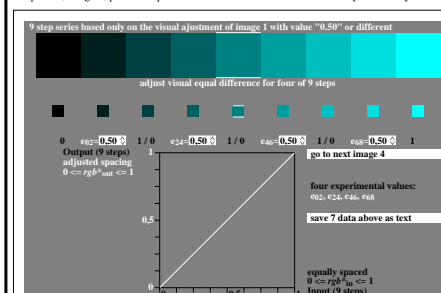 9 step series based only on the visual ajustment of image 1 with value "0.50" or different
adjust visual equal difference for four of 9 steps
0 e02=0,50 1 / 0 e24=0,50 1 / 0 e46=0,50 1 / 0 e68=0,50 1
Output (9 steps)
adjusted spacing
0 <= rgb*out <= 1
1
go to next image 4
four experimental values:
e02, e24, e46, e68
0,5
save 7 data above as text
equally spaced
0 <= rgb*in <= 1
Input (9 steps)
0
0 0,5 1